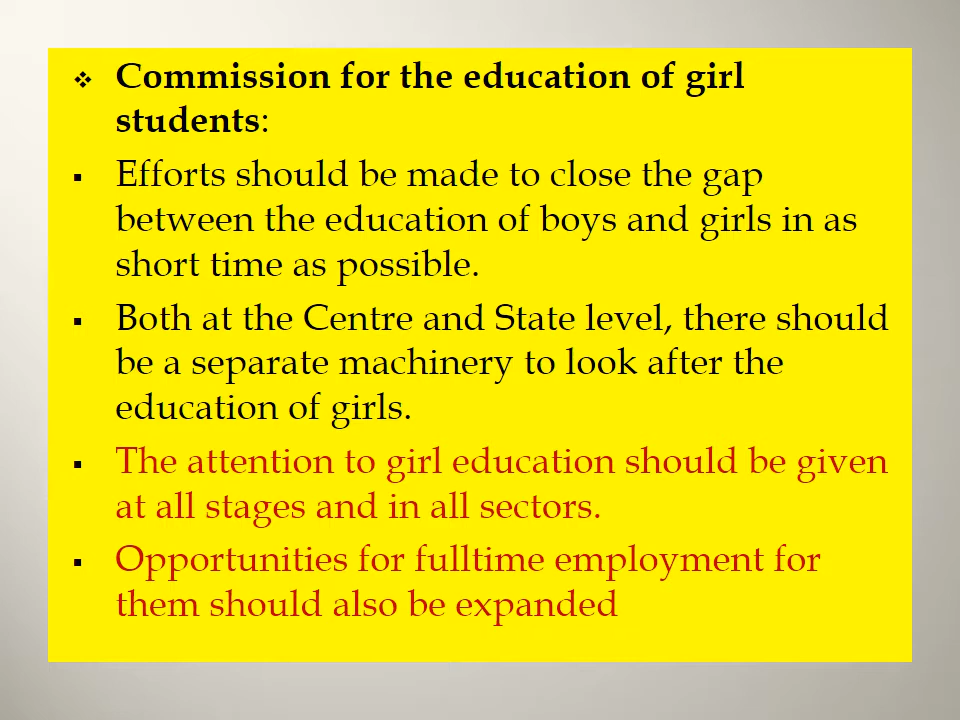 ❖ Commission for the education of girl
students:
▪ Efforts should be made to close the gap
between the education of boys and girls in as
short time as possible.
▪ Both at the Centre and State level, there should
be a separate machinery to look after the
education of girls.
▪ The attention to girl education should be given
at all stages and in all sectors.
▪ Opportunities for fulltime employment for
them should also be expanded